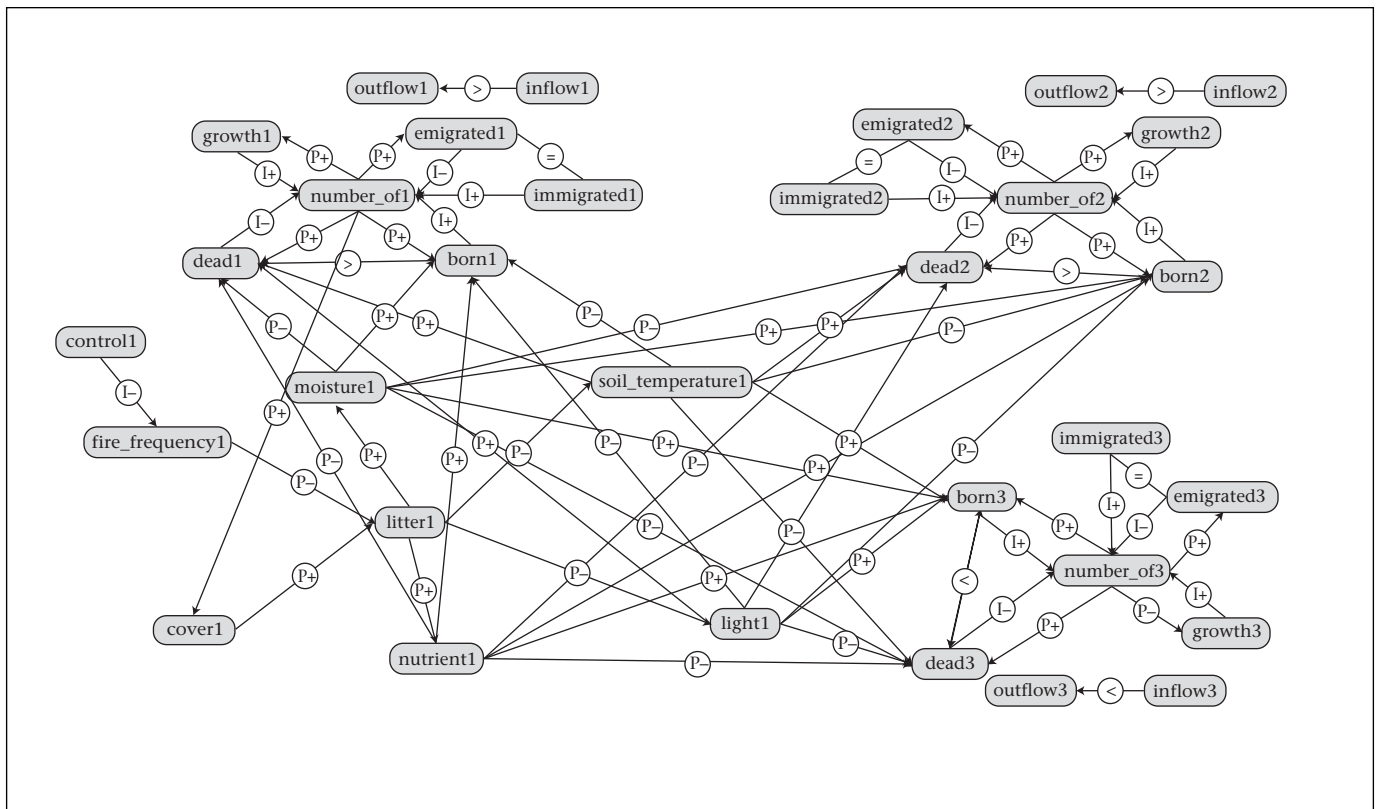 outflow1 > inflow1
outflow2 > inflow2
growth1 P+ P+ emigrated1
emigrated2 P+ P+ growth2
I+ I– =
= I– I+
number_of1 I+ immigrated1
immigrated2 I+ number_of2
I– P+ P+ I+
I– P+ P+ I+
dead1 > born1
dead2 > born2
P– P+ P+ P– P– P+ P+ P–
control1
moisture1
soil_temperature1
I–
P+
fire_frequency1
P+ P– P+ P+ P– P– P+ P– P+ P+ P–
immigrated3
=
P–
born3
emigrated3
I+ I–
litter1
P– P–
P+ I+ P+
P+ P+ P– P+ P+
<
number_of3
I– P+ P– I+
cover1
light1
growth3
P–
nutrient1
P–
dead3
outflow3 < inflow3